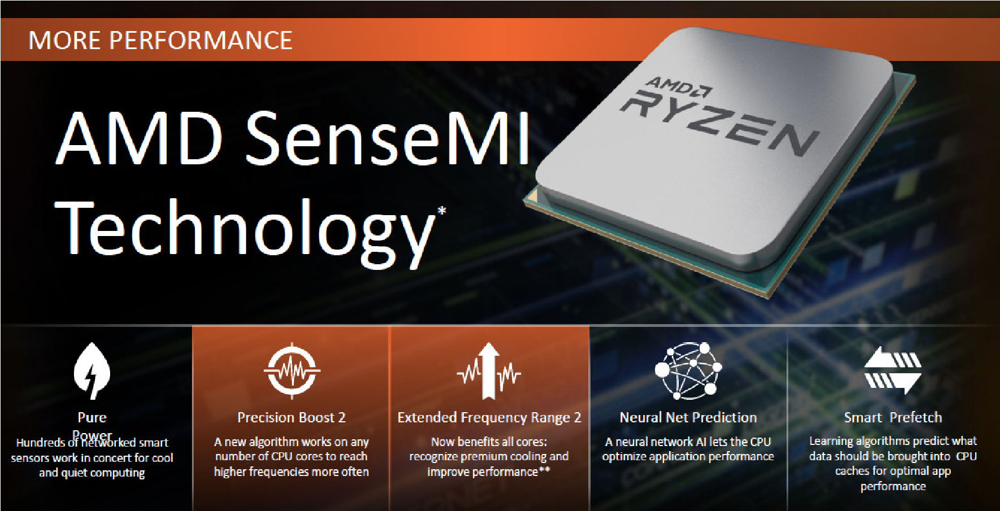 MORE PERFORMANCE
AMD
RYZEN
AMD SenseMI
Technology*
Pure
Power
Hundreds of networked smart
sensors work in concert for cool
and quiet computing
Precision Boost 2
A new algorithm works on any
number of CPU cores to reach
higher frequencies more often
Extended Frequency Range 2
Now benefits all cores:
recognize premium cooling and
improve performance**
Neural Net Prediction
A neural network AI lets the CPU
optimize application performance
Smart Prefetch
Learning algorithms predict what
data should be brought into CPU
caches for optimal app
performance